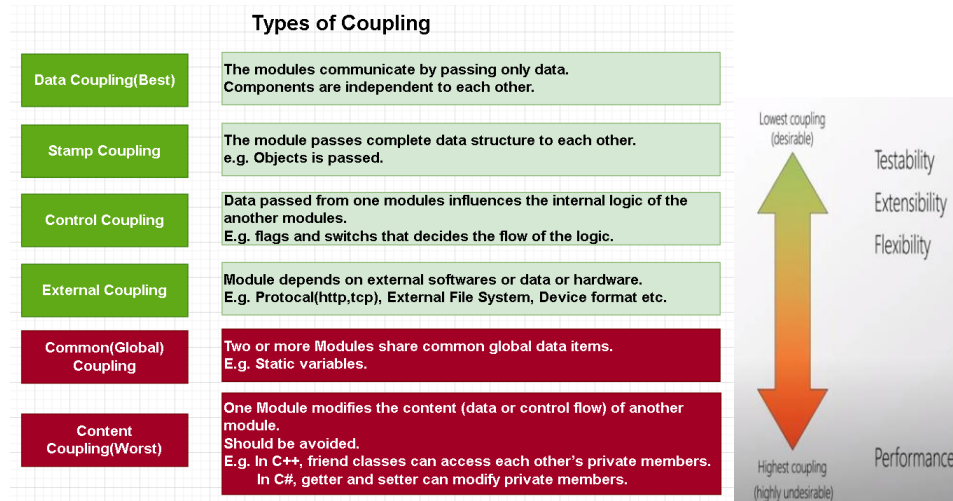 Types of Coupling
Data Coupling(Best)
The modules communicate by passing only data.
Components are independent to each other.
Stamp Coupling
The module passes complete data structure to each other.
e.g. Objects is passed.
Control Coupling
Data passed from one modules influences the internal logic of the
another modules.
E.g. flags and switchs that decides the flow of the logic.
External Coupling
Module depends on external softwares or data or hardware.
E.g. Protocal(http,tcp), External File System, Device format etc.
Common(Global)
Coupling
Two or more Modules share common global data items.
E.g. Static variables.
Content
Coupling(Worst)
One Module modifies the content (data or control flow) of another
module.
Should be avoided.
E.g. In C++, friend classes can access each other's private members.
In C#, getter and setter can modify private members.
Lowest coupling
(desirable)
Testability
Extensibility
Flexibility
Highest coupling
(highly undesirable)
Performance